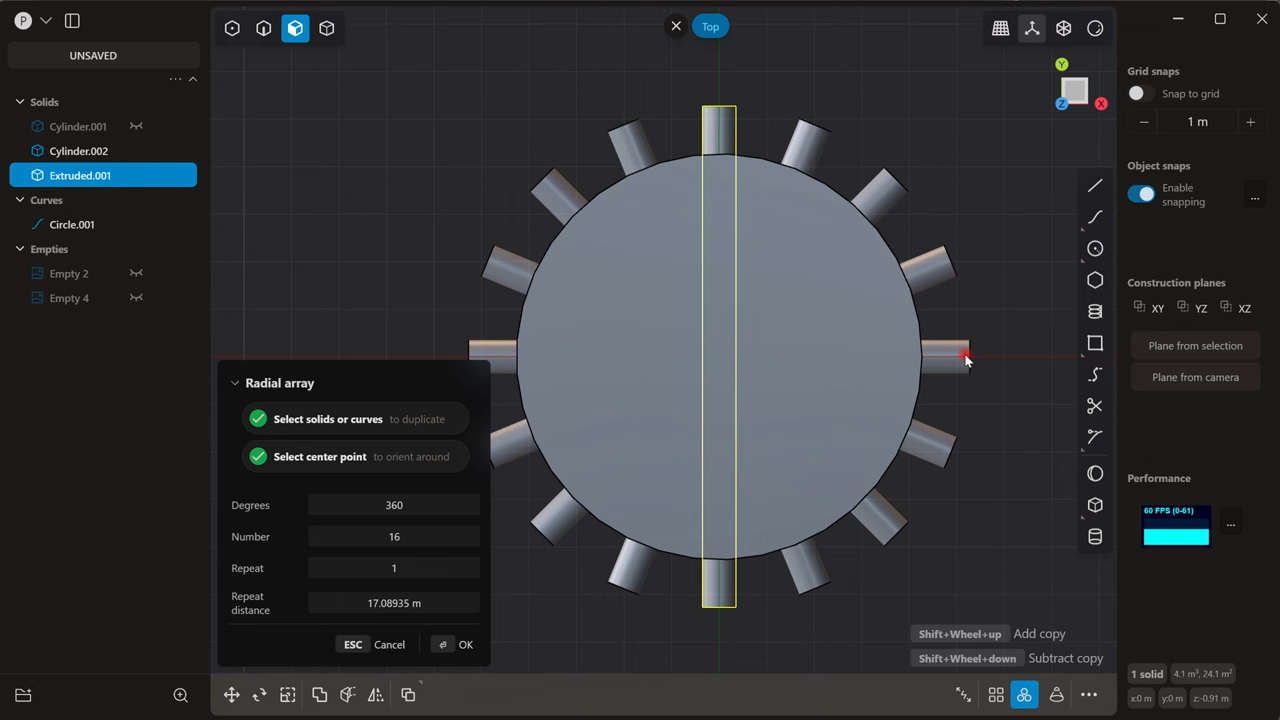 P
UNSAVED
Solids
Cylinder.001
Cylinder.002
Extruded.001
Curves
Circle.001
Empties
Empty 2
Empty 4
Top
Y
Z
X
Radial array
Select solids or curves to duplicate
Select center point to orient around
Degrees 360
Number 16
Repeat 1
Repeat
distance
17.08935 m
ESC Cancel
OK
Shift+Wheel+up Add copy
Shift+Wheel+down Subtract copy
Grid snaps
Snap to grid
1 m
Object snaps
Enable
snapping
...
Construction planes
XY YZ XZ
Plane from selection
Plane from camera
Performance
60 FPS (0-61)
...
1 solid 4.1 m³, 24.1 m²
x:0 m y:0 m z:-0.91 m